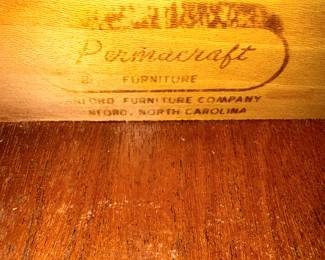 Permacraft
FURNITURE
FURNITURE COMPANY
NORTH CAROLINA